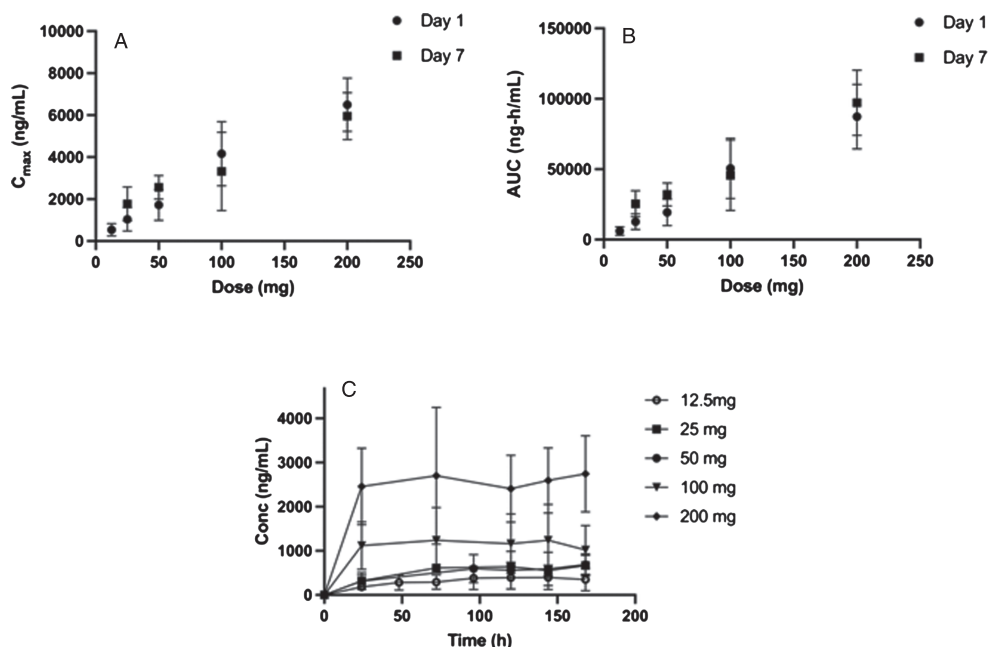 A
Day 1
Day 7
10000
8000
6000
4000
2000
0
Cmax (ng/mL)
0 50 100 150 200 250
Dose (mg)
B
Day 1
Day 7
150000
100000
50000
0
AUC (ng-h/mL)
0 50 100 150 200 250
Dose (mg)
C
4000
3000
2000
1000
0
Conc (ng/mL)
0 50 100 150 200
Time (h)
12.5mg
25 mg
50 mg
100 mg
200 mg